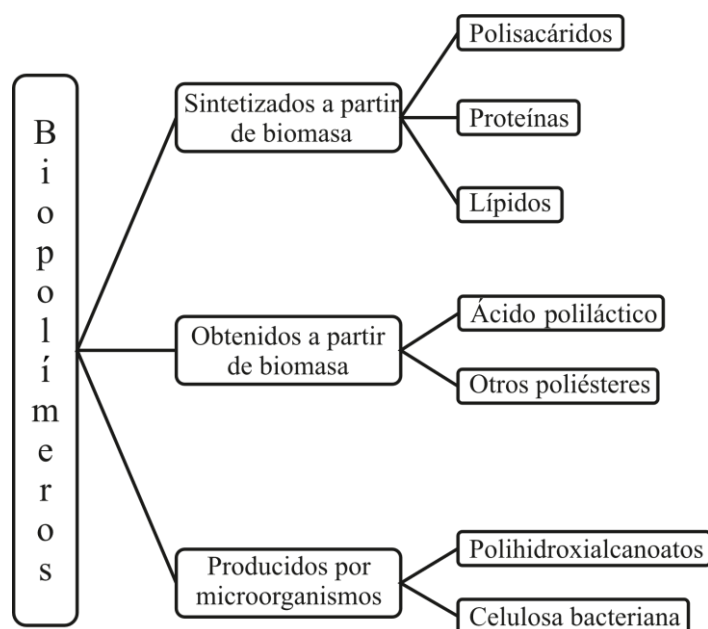 Biopolímeros
Sintetizados a partir
de biomasa
Polisacáridos
Proteínas
Lípidos
Obtenidos a partir
de biomasa
Ácido poliláctico
Otros poliésteres
Producidos por
microorganismos
Polihidroxialcanoatos
Celulosa bacteriana